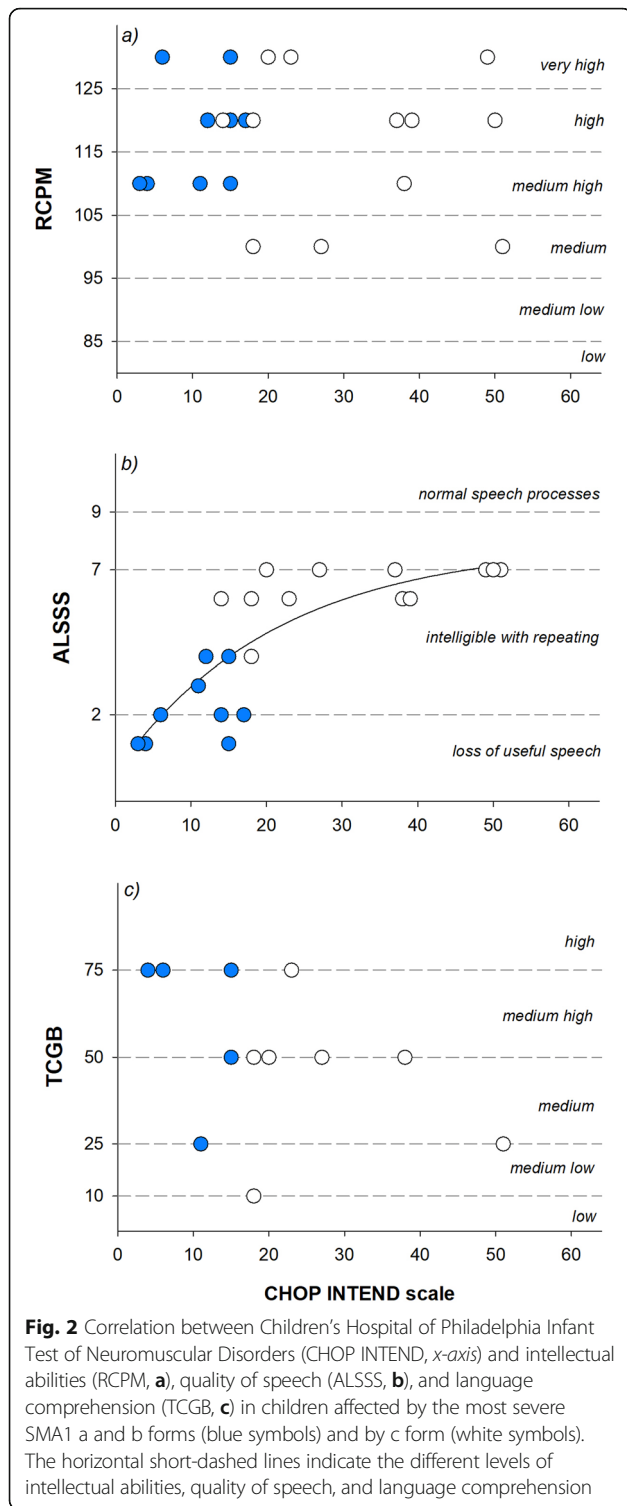 a)
very high
125
high
115
medium high
105
medium
95
medium low
85
low
RCPM
0 10 20 30 40 50 60
b)
normal speech processes
9
7
intelligible with repeating
2
loss of useful speech
ALSSS
0 10 20 30 40 50 60
c)
high
75
medium high
50
medium
25
medium low
10
low
TCGB
0 10 20 30 40 50 60
CHOP INTEND scale
Fig. 2 Correlation between Children's Hospital of Philadelphia Infant
Test of Neuromuscular Disorders (CHOP INTEND, x-axis) and intellectual
abilities (RCPM, a), quality of speech (ALSSS, b), and language
comprehension (TCGB, c) in children affected by the most severe
SMA1 a and b forms (blue symbols) and by c form (white symbols).
The horizontal short-dashed lines indicate the different levels of
intellectual abilities, quality of speech, and language comprehension